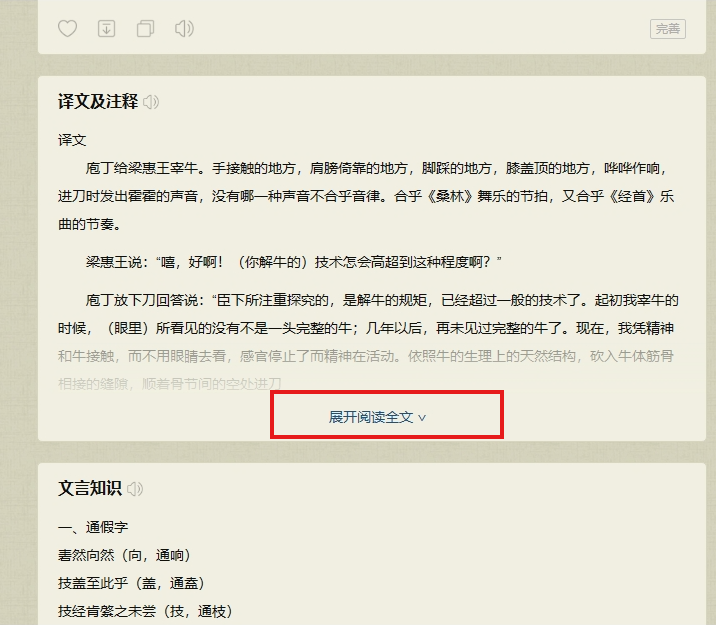 完善
译文及注释
译文
庖丁给梁惠王宰牛。手接触的地方，肩膀倚靠的地方，脚踩的地方，膝盖顶的地方，哗哗作响，
进刀时发出霍霍的声音，没有哪一种声音不合乎音律。合乎《桑林》舞乐的节拍，又合乎《经首》乐
曲的节奏。
梁惠王说：“嘻，好啊！（你解牛的）技术怎会高超到这种程度啊？”
庖丁放下刀回答说：“臣下所注重探究的，是解牛的规矩，已经超过一般的技术了。起初我宰牛的
时候，（眼里）所看见的没有不是一头完整的牛；几年以后，再未见过完整的牛了。现在，我凭精神
和牛接触，而不用眼睛去看，感官停止了而精神在活动。依照牛的生理上的天然结构，砍入牛体筋骨
相接的缝隙，顺着骨节间的空处进刀
展开阅读全文 ∨
文言知识
一、通假字
砉然向然（向，通响）
技盖至此乎（盖，通盍）
技经肯綮之未尝（技，通枝）